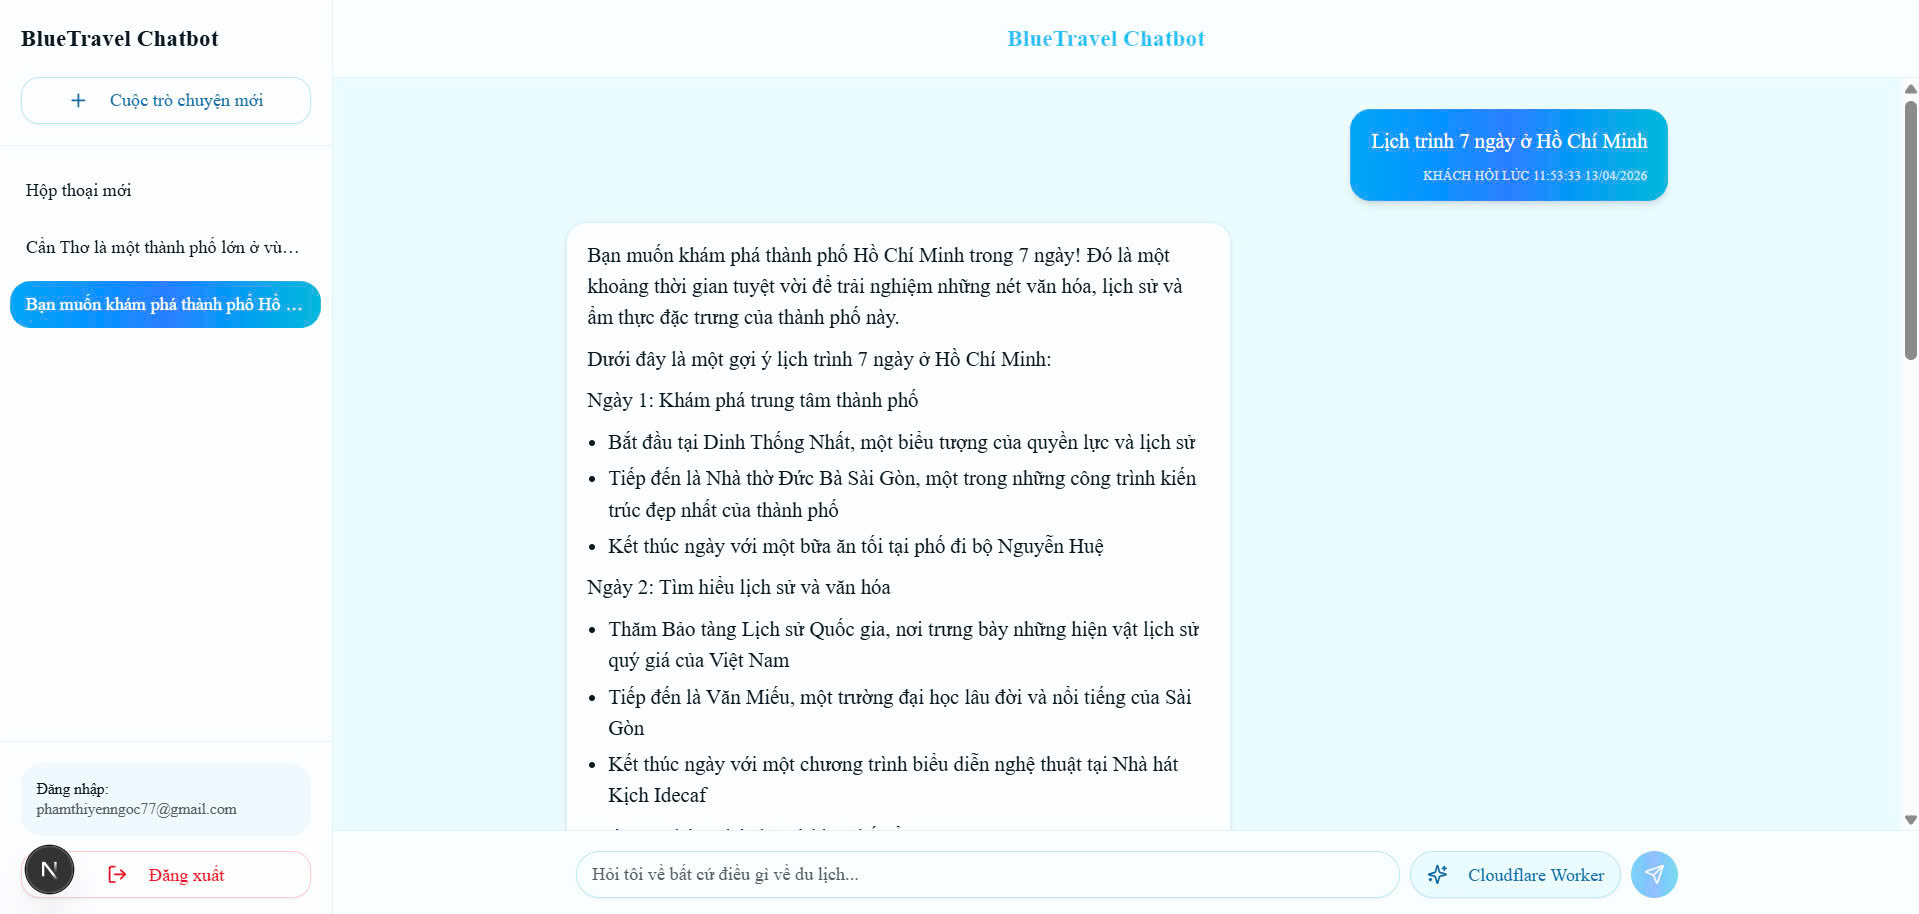 BlueTravel Chatbot
Cuộc trò chuyện mới
Hộp thoại mới
Cần Thơ là một thành phố lớn ở vù...
Bạn muốn khám phá thành phố Hồ ...
Đăng nhập:
phamthiyenngoc77@gmail.com
N
Đăng xuất
BlueTravel Chatbot
Lịch trình 7 ngày ở Hồ Chí Minh
KHÁCH HỎI LÚC 11:53:33 13/04/2026
Bạn muốn khám phá thành phố Hồ Chí Minh trong 7 ngày! Đó là một
khoảng thời gian tuyệt vời để trải nghiệm những nét văn hóa, lịch sử và
ẩm thực đặc trưng của thành phố này.
Dưới đây là một gợi ý lịch trình 7 ngày ở Hồ Chí Minh:
Ngày 1: Khám phá trung tâm thành phố
• Bắt đầu tại Dinh Thống Nhất, một biểu tượng của quyền lực và lịch sử
• Tiếp đến là Nhà thờ Đức Bà Sài Gòn, một trong những công trình kiến
trúc đẹp nhất của thành phố
• Kết thúc ngày với một bữa ăn tối tại phố đi bộ Nguyễn Huệ
Ngày 2: Tìm hiểu lịch sử và văn hóa
• Thăm Bảo tàng Lịch sử Quốc gia, nơi trưng bày những hiện vật lịch sử
quý giá của Việt Nam
• Tiếp đến là Văn Miếu, một trường đại học lâu đời và nổi tiếng của Sài
Gòn
• Kết thúc ngày với một chương trình biểu diễn nghệ thuật tại Nhà hát
Kịch Idecaf
Hỏi tôi về bất cứ điều gì về du lịch...
Cloudflare Worker